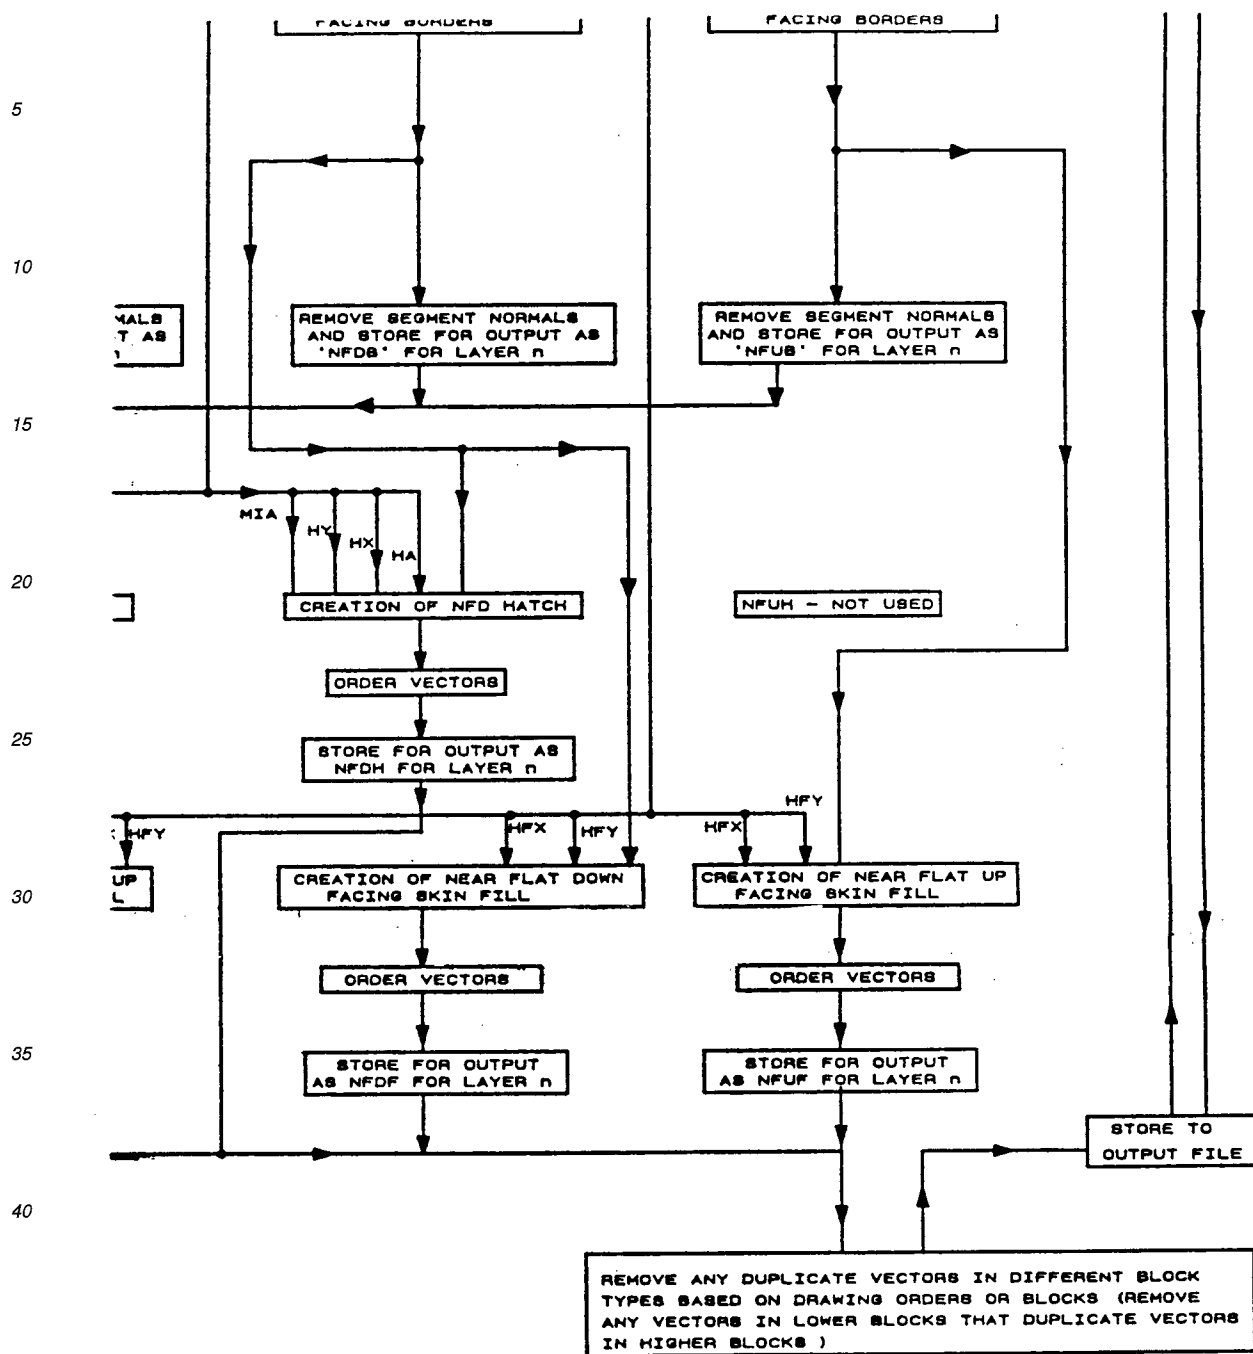 FACING BORDERS
FACING BORDERS
5
10
MALS
T AS
n
REMOVE SEGMENT NORMALS
AND STORE FOR OUTPUT AS
'NFDB' FOR LAYER n
REMOVE SEGMENT NORMALS
AND STORE FOR OUTPUT AS
'NFUB' FOR LAYER n
15
MIA
HY
HX
HA
20
CREATION OF NFD HATCH
NFUH - NOT USED
ORDER VECTORS
25
STORE FOR OUTPUT AS
NFDH FOR LAYER n
HFY
HFX
HFY
HFX
HFY
UP
L
30
CREATION OF NEAR FLAT DOWN
FACING SKIN FILL
CREATION OF NEAR FLAT UP
FACING SKIN FILL
ORDER VECTORS
ORDER VECTORS
35
STORE FOR OUTPUT
AS NFDF FOR LAYER n
STORE FOR OUTPUT
AS NFUF FOR LAYER n
STORE TO
OUTPUT FILE
40
REMOVE ANY DUPLICATE VECTORS IN DIFFERENT BLOCK
TYPES BASED ON DRAWING ORDERS OR BLOCKS (REMOVE
ANY VECTORS IN LOWER BLOCKS THAT DUPLICATE VECTORS
IN HIGHER BLOCKS )